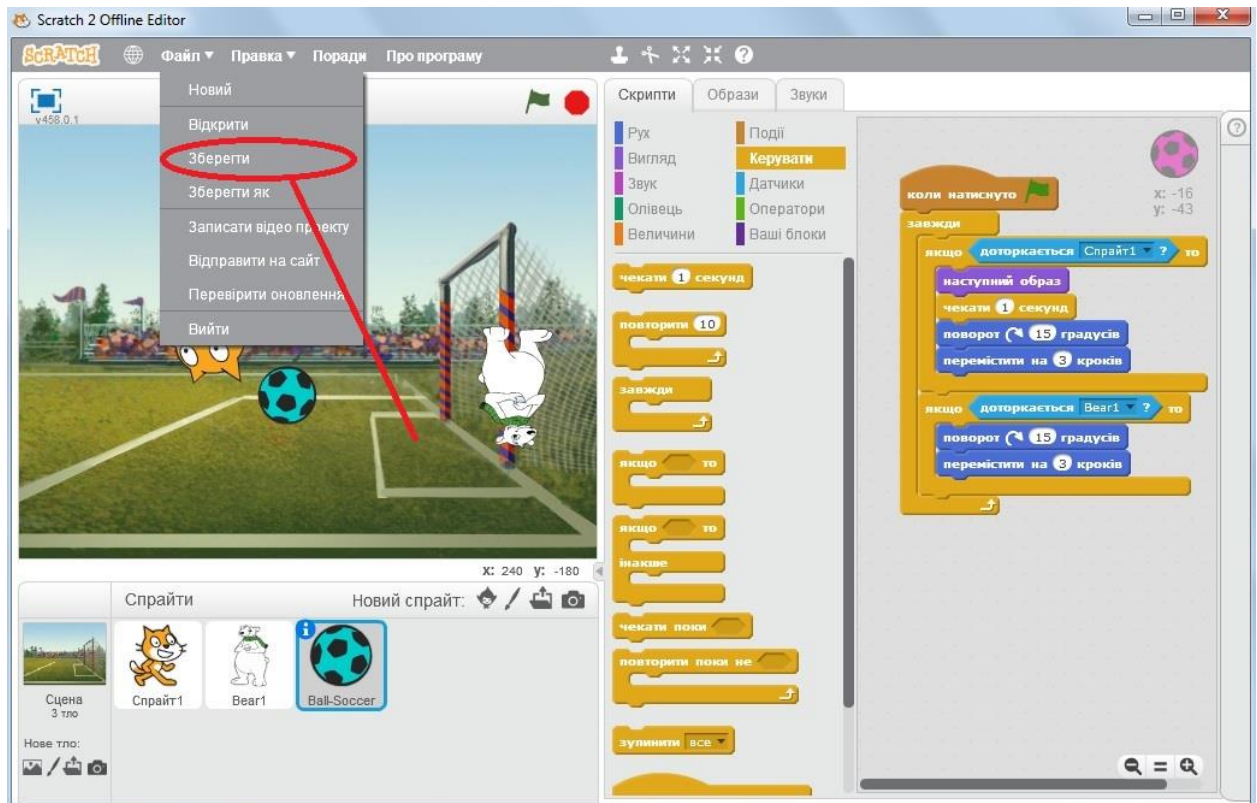 Scratch 2 Offline Editor
SCRATCH Файл Правка Поради Про програму
Новий
Відкрити
Зберегти
Зберегти як
Записати відео проекту
Відправити на сайт
Перевірити оновлення
Вийти
v458.0.1
x: 240 y: -180
Спрайти
Новий спрайт:
Сцена
3 тло
Нове тло:
Спрайт1
Bear1
Ball-Soccer
Скрипти Образи Звуки
Рух
Вигляд
Звук
Олівець
Величини
Події
Керувати
Датчики
Оператори
Ваші блоки
чекати 1 секунд
повторити 10
завжди
якщо то
якщо то
інакше
чекати поки
повторити поки не
зупинити все
x: -16
y: -43
коли натиснуто
завжди
якщо доторкається Спрайт1 ? то
наступний образ
чекати 1 секунд
поворот 15 градусів
перемістити на 3 кроків
якщо доторкається Bear1 ? то
поворот 15 градусів
перемістити на 3 кроків